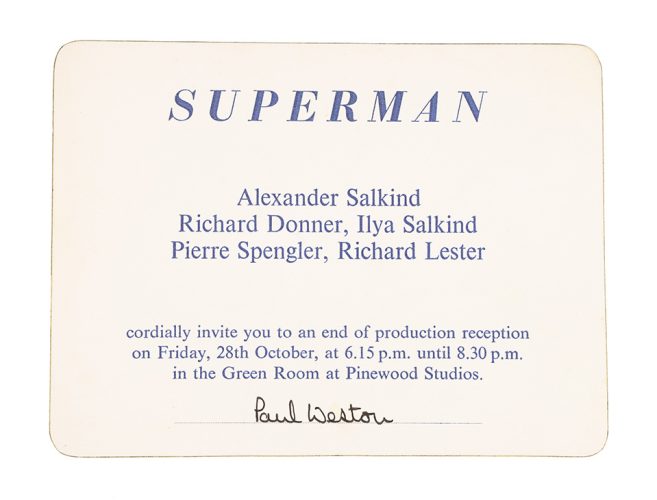 SUPERMAN
Alexander Salkind
Richard Donner, Ilya Salkind
Pierre Spengler, Richard Lester
cordially invite you to an end of production reception
on Friday, 28th October, at 6.15 p.m. until 8.30 p.m.
in the Green Room at Pinewood Studios.
Paul Weston